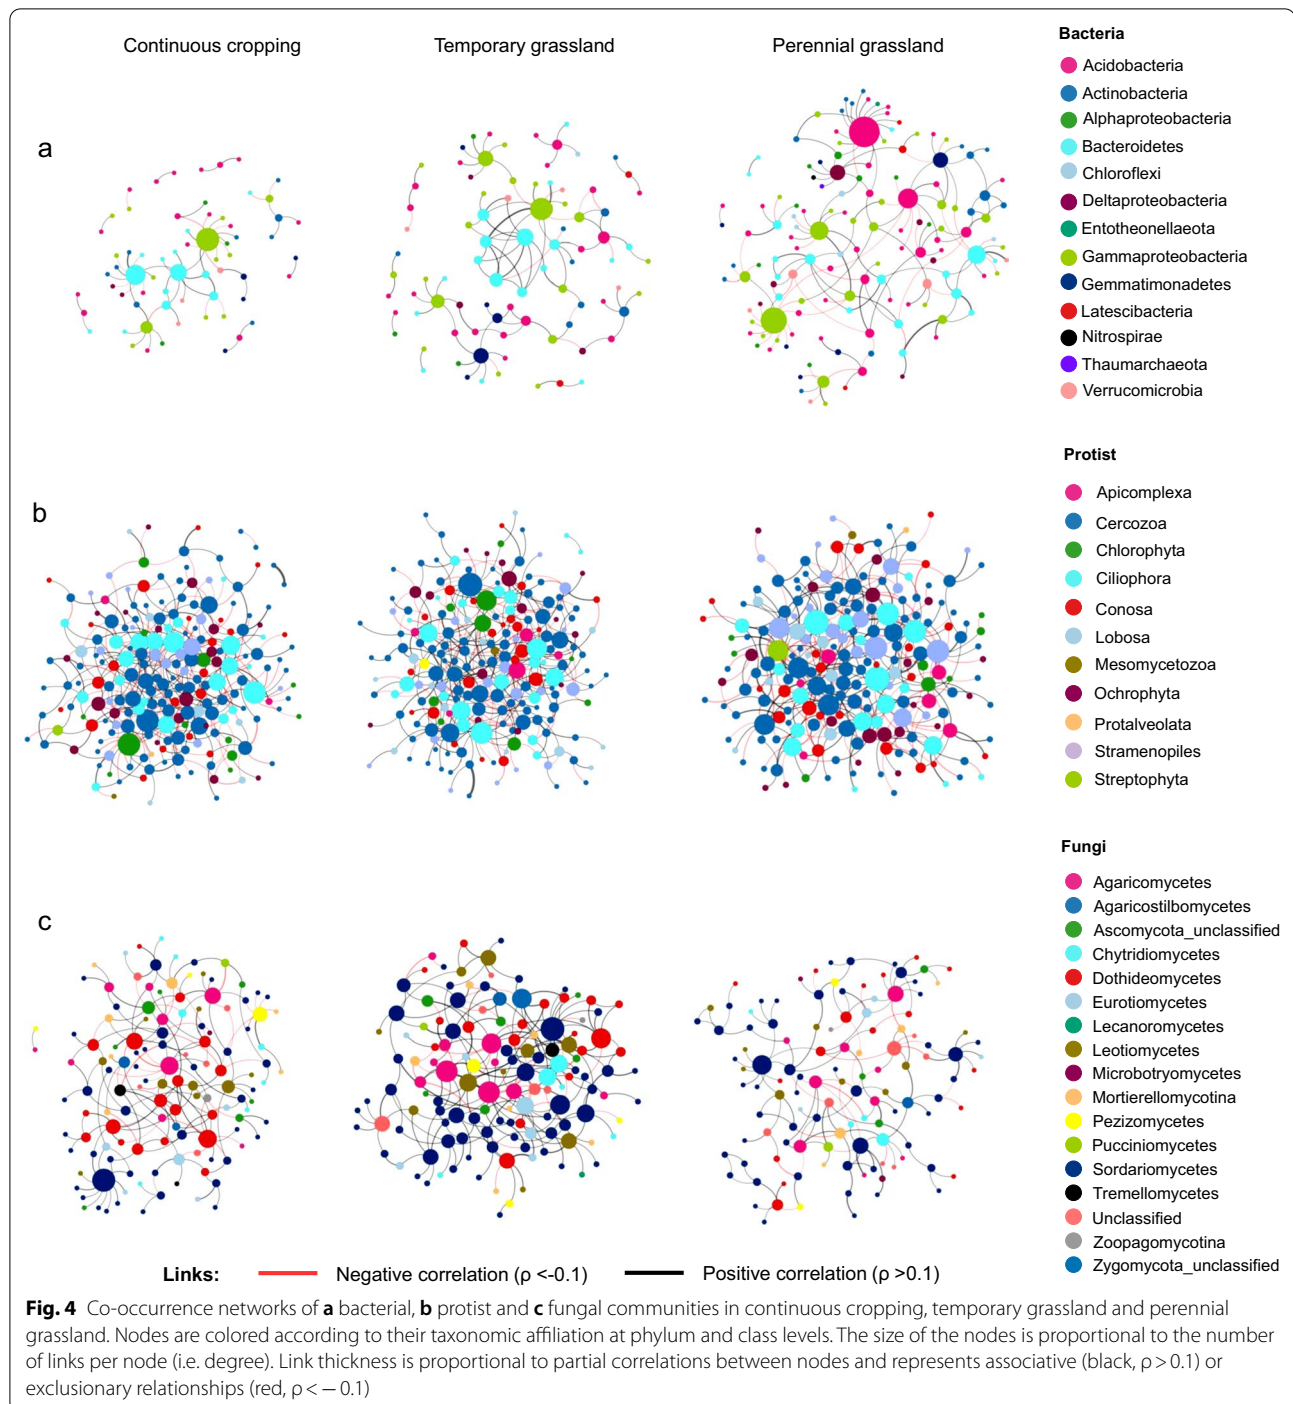 Continuous cropping
Temporary grassland
Perennial grassland
a
Bacteria
Acidobacteria
Actinobacteria
Alphaproteobacteria
Bacteroidetes
Chloroflexi
Deltaproteobacteria
Entotheonellaeota
Gammaproteobacteria
Gemmatimonadetes
Latescibacteria
Nitrospirae
Thaumarchaeota
Verrucomicrobia
b
Protist
Apicomplexa
Cercozoa
Chlorophyta
Ciliophora
Conosa
Lobosa
Mesomycetozoa
Ochrophyta
Protalveolata
Stramenopiles
Streptophyta
c
Fungi
Agaricomycetes
Agaricostilbomycetes
Ascomycota_unclassified
Chytridiomycetes
Dothideomycetes
Eurotiomycetes
Lecanoromycetes
Leotiomycetes
Microbotryomycetes
Mortierellomycotina
Pezizomycetes
Pucciniomycetes
Sordariomycetes
Tremellomycetes
Unclassified
Zoopagomycotina
Zygomycota_unclassified
Links: Negative correlation (ρ <-0.1) Positive correlation (ρ >0.1)
Fig. 4 Co-occurrence networks of a bacterial, b protist and c fungal communities in continuous cropping, temporary grassland and perennial
grassland. Nodes are colored according to their taxonomic affiliation at phylum and class levels. The size of the nodes is proportional to the number
of links per node (i.e. degree). Link thickness is proportional to partial correlations between nodes and represents associative (black, ρ > 0.1) or
exclusionary relationships (red, ρ < − 0.1)